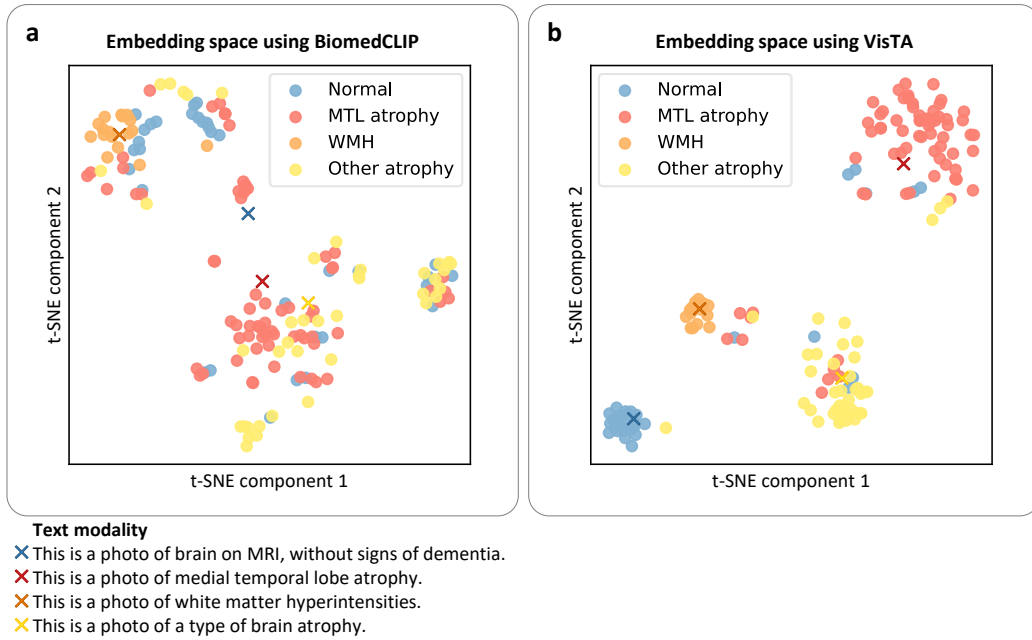 a
Embedding space using BiomedCLIP
Normal
MTL atrophy
WMH
Other atrophy
t-SNE component 2
t-SNE component 1
b
Embedding space using VisTA
Normal
MTL atrophy
WMH
Other atrophy
t-SNE component 2
t-SNE component 1
Text modality
This is a photo of brain on MRI, without signs of dementia.
This is a photo of medial temporal lobe atrophy.
This is a photo of white matter hyperintensities.
This is a photo of a type of brain atrophy.